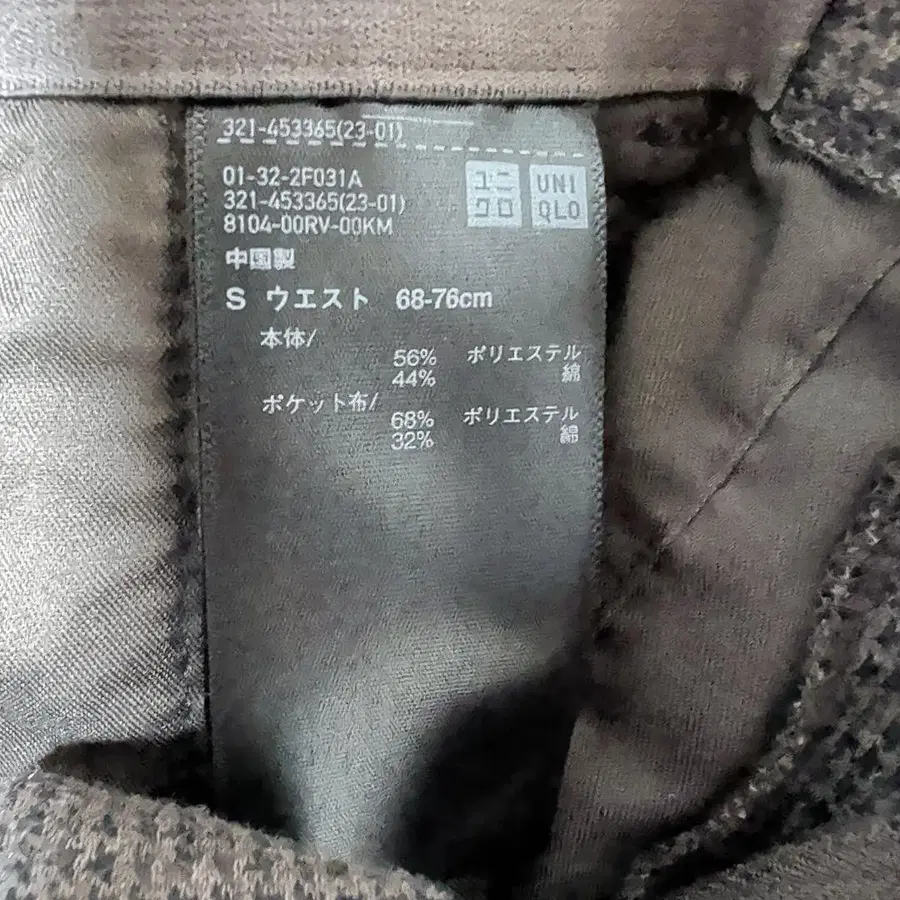 321-453365(23-01)
01-32-2F031A
321-453365(23-01)
8104-00RV-00KM
ユニ
クロ
UNI
QLO
中国製
S ウエスト 68-76cm
本体/
56% ポリエステル
44% 綿
ポケット布/
68% ポリエステル
32% 綿